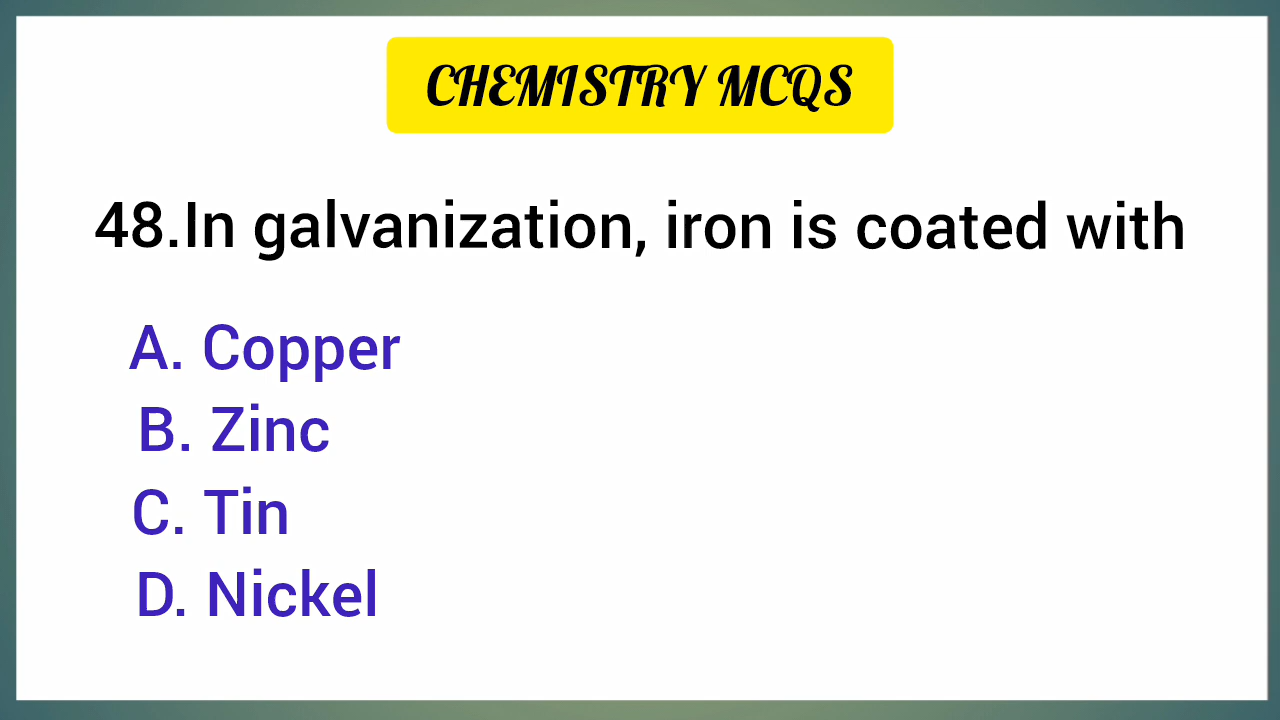 CHEMISTRY MCQS
48.In galvanization, iron is coated with
A. Copper
B. Zinc
C. Tin
D. Nickel